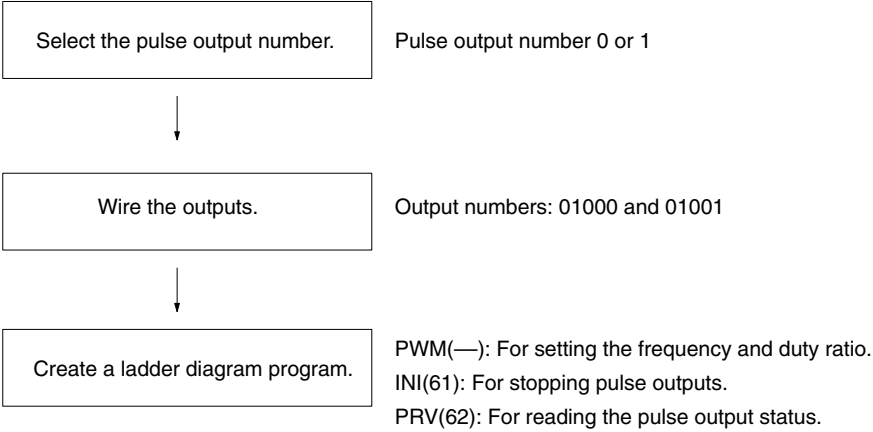 Select the pulse output number.
Pulse output number 0 or 1
Wire the outputs.
Output numbers: 01000 and 01001
Create a ladder diagram program.
PWM(—): For setting the frequency and duty ratio.
INI(61): For stopping pulse outputs.
PRV(62): For reading the pulse output status.